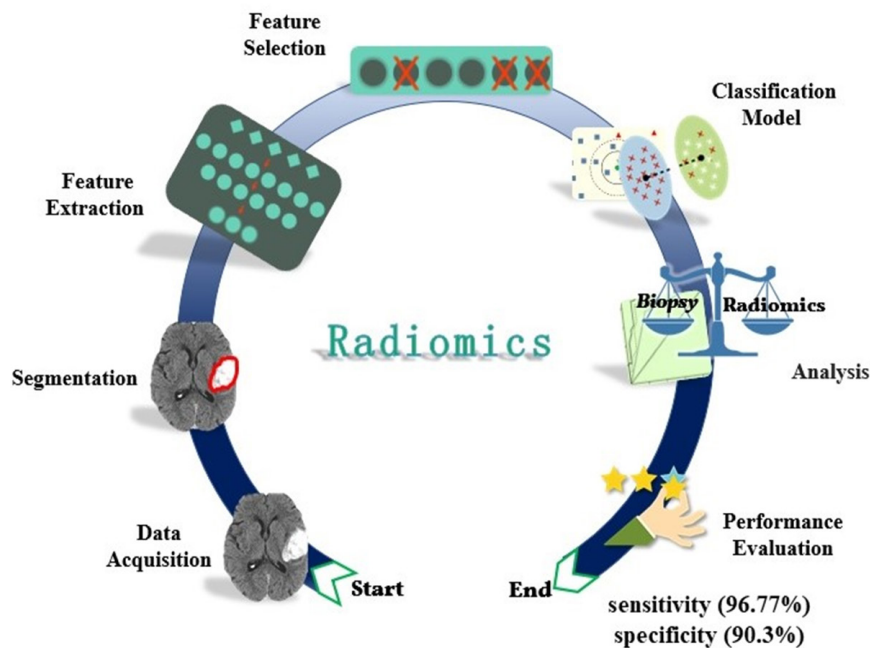 Feature
Selection
Classification
Model
Feature
Extraction
Biopsy
Radiomics
Radiomics
Segmentation
Analysis
Data
Acquisition
Performance
Evaluation
Start
End
sensitivity (96.77%)
specificity (90.3%)